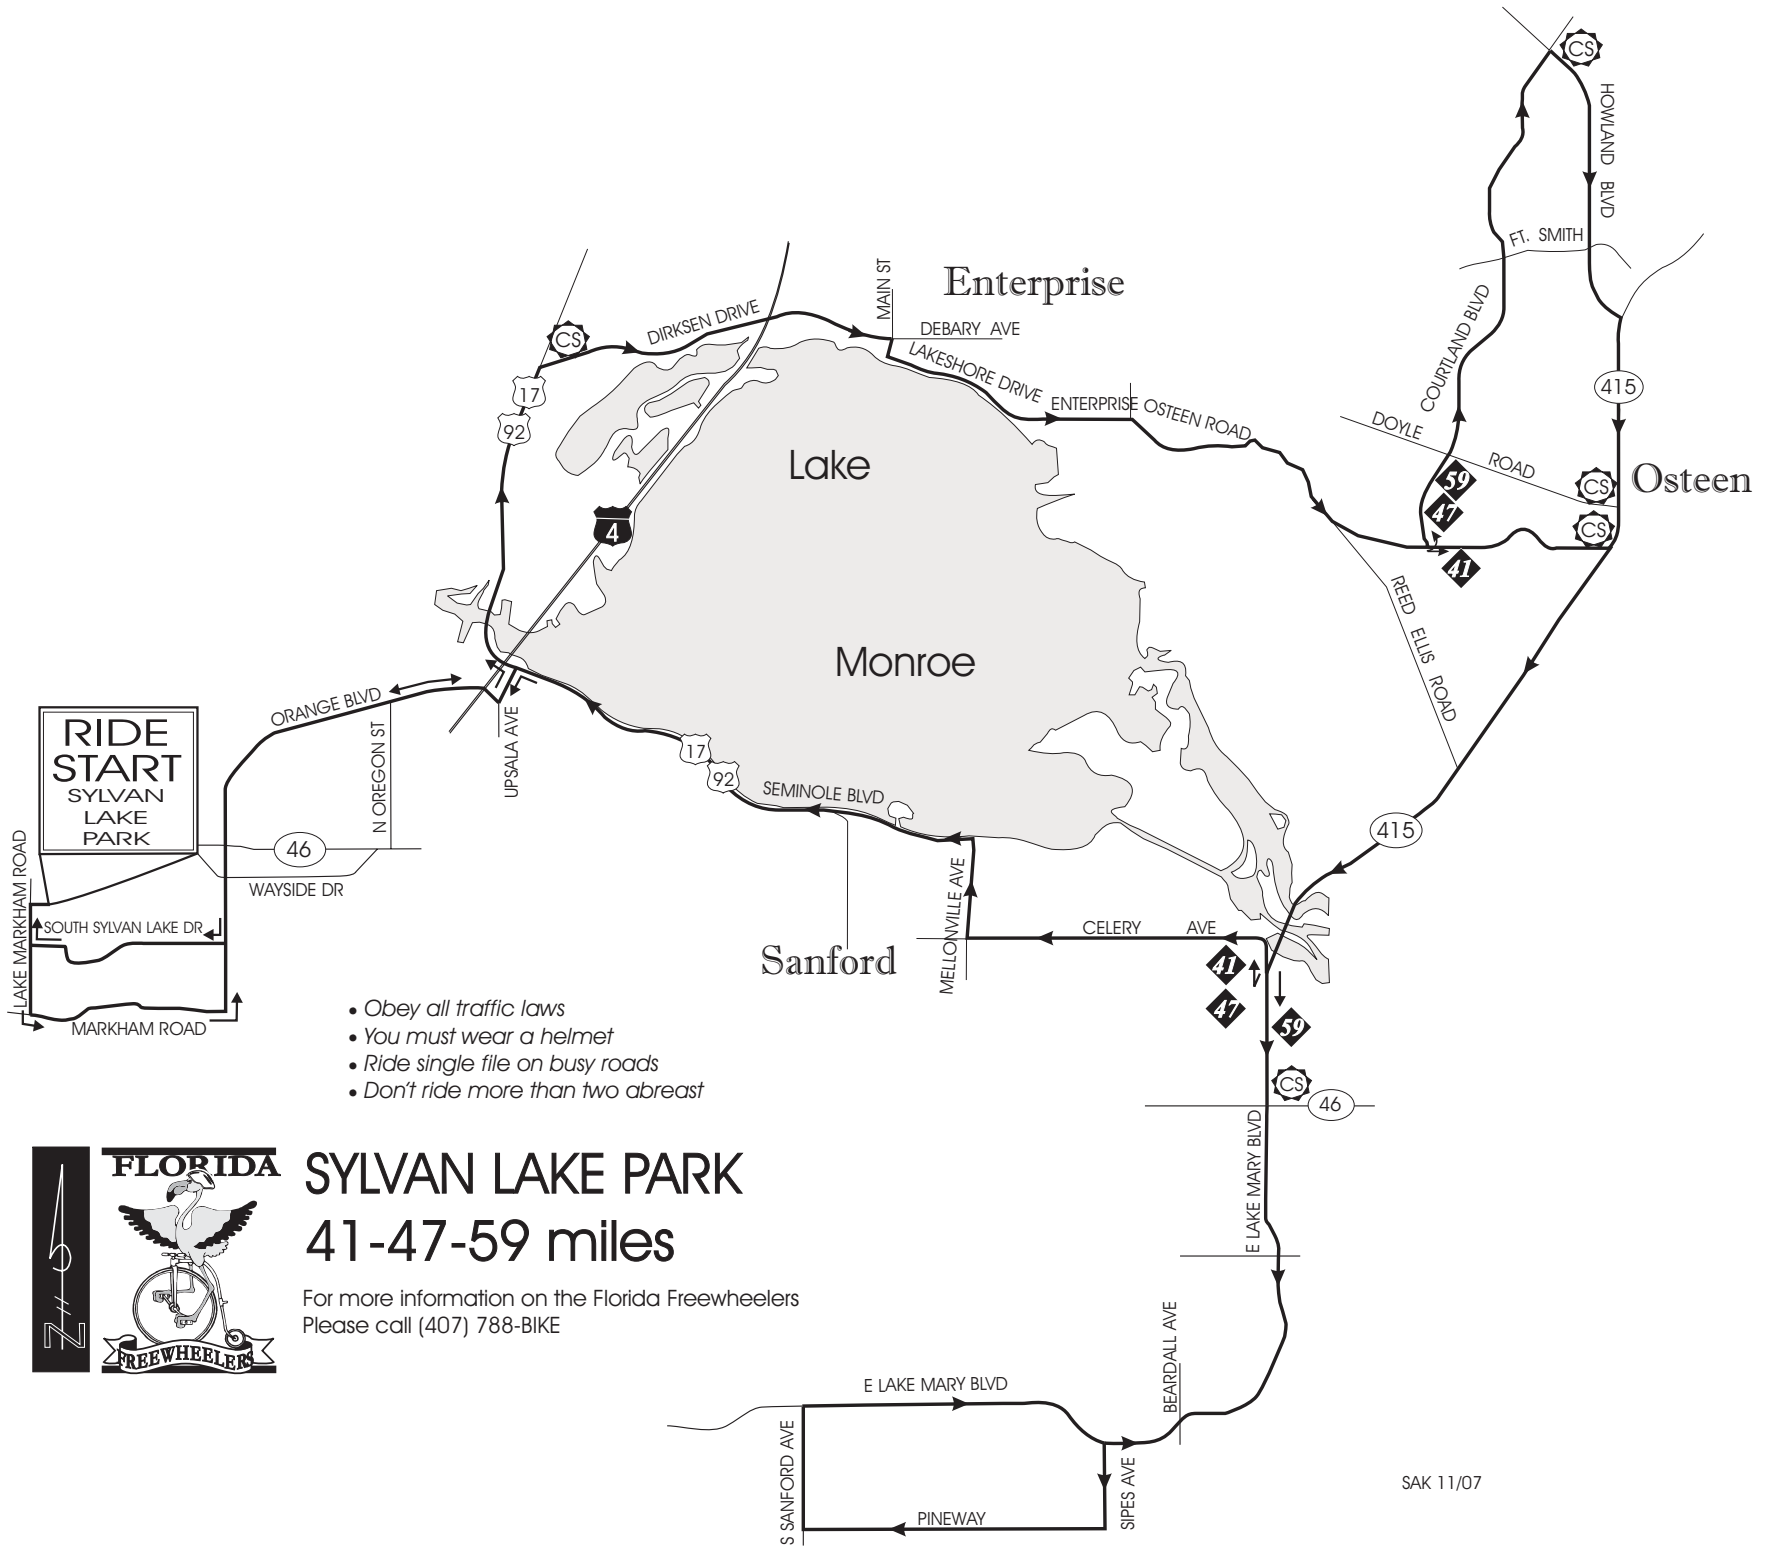 CS
HOWLAND BLVD
FT. SMITH
COURTLAND BLVD
415
DOYLE ROAD
CS
Osteen
CS
59
47
41
REED ELLIS ROAD
415
Enterprise
MAIN ST
DEBARY AVE
DIRKSEN DRIVE
CS
17
92
LAKESHORE DRIVE
ENTERPRISE OSTEEN ROAD
Lake
Monroe
4
ORANGE BLVD
N OREGON ST
UPSALA AVE
17
92
SEMINOLE BLVD
RIDE
START
SYLVAN
LAKE
PARK
46
WAYSIDE DR
LAKE MARKHAM ROAD
SOUTH SYLVAN LAKE DR
MARKHAM ROAD
Sanford
MELLONVILLE AVE
CELERY AVE
41
47
59
CS
46
E LAKE MARY BLVD
• Obey all traffic laws
• You must wear a helmet
• Ride single file on busy roads
• Don't ride more than two abreast
N
FLORIDA
FREEWHEELERS
SYLVAN LAKE PARK
41-47-59 miles
For more information on the Florida Freewheelers
Please call (407) 788-BIKE
BEARDALL AVE
E LAKE MARY BLVD
S SANFORD AVE
SIPES AVE
PINEWAY
SAK 11/07